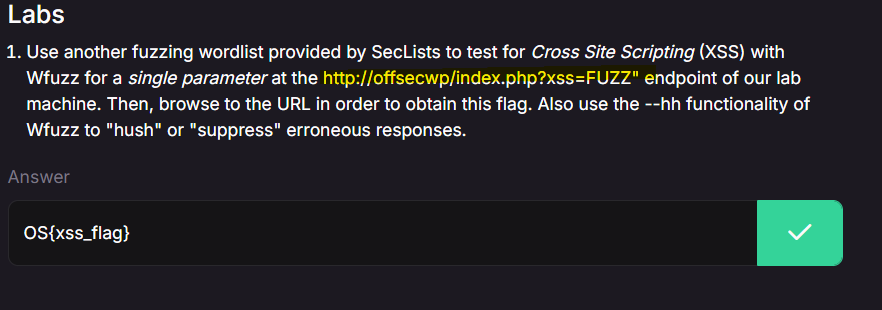 Labs
1. Use another fuzzing wordlist provided by SecLists to test for Cross Site Scripting (XSS) with
Wfuzz for a single parameter at the http://offsecwp/index.php?xss=FUZZ" endpoint of our lab
machine. Then, browse to the URL in order to obtain this flag. Also use the --hh functionality of
Wfuzz to "hush" or "suppress" erroneous responses.
Answer
OS{xss_flag}